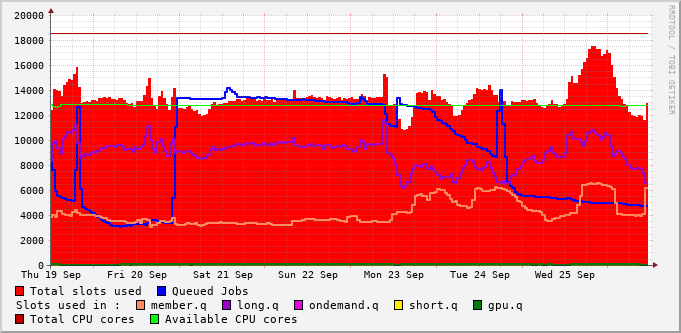 RRDTOOL / TOBI OETIKER
20000
18000
16000
14000
12000
10000
8000
6000
4000
2000
0
Thu 19 Sep Fri 20 Sep Sat 21 Sep Sun 22 Sep Mon 23 Sep Tue 24 Sep Wed 25 Sep
Total slots used Queued Jobs
Slots used in : member.q long.q ondemand.q short.q gpu.q
Total CPU cores Available CPU cores